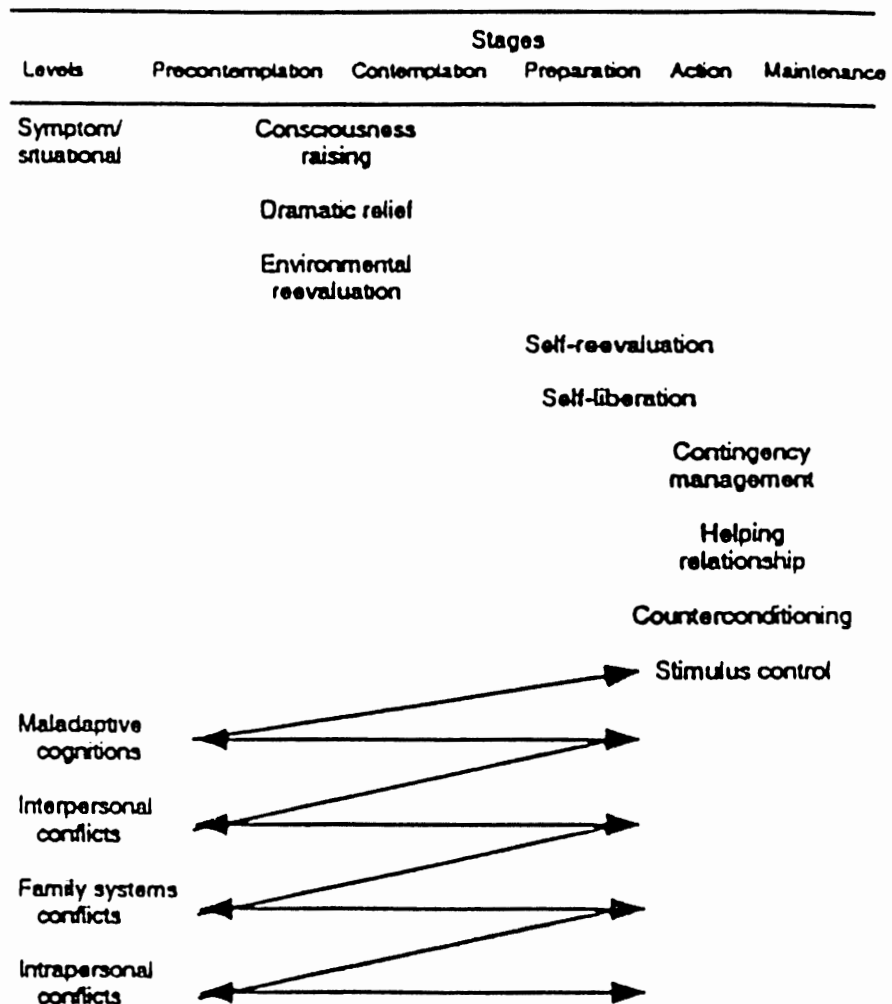 Stages
Levels Precontemplation Contemplation Preparation Action Maintenance
Symptom/ Consciousness
situational raising
Dramatic relief
Environmental
reevaluation
Self-reevaluation
Self-liberation
Contingency
management
Helping
relationship
Counterconditioning
Stimulus control
Maladaptive
cognitions
Interpersonal
conflicts
Family systems
conflicts
Intrapersonal
conflicts